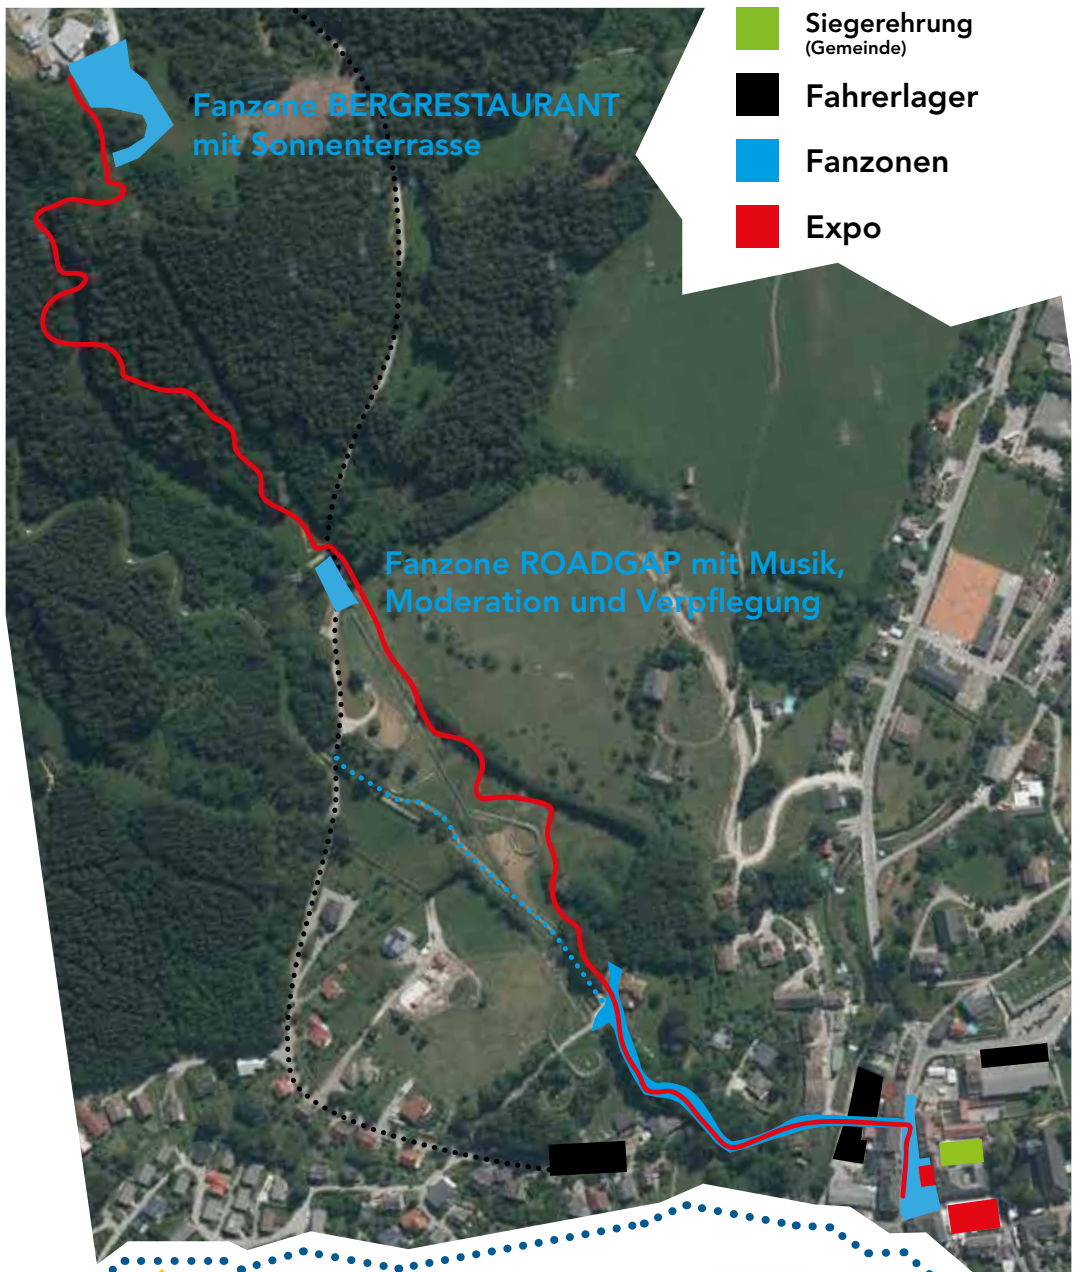 Siegerehrung
(Gemeinde)
Fahrerlager
Fanzonen
Expo
Fanzone BERGRESTAURANT
mit Sonnenterrasse
Fanzone ROADGAP mit Musik,
Moderation und Verpflegung